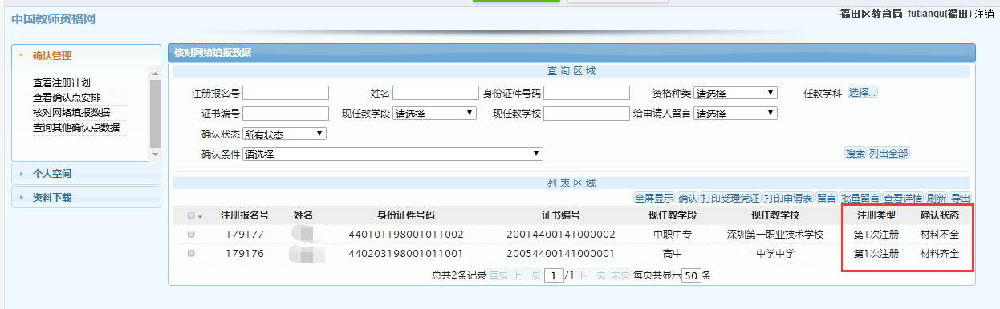 福田区教育局 futianqu(福田) 注销
中国教师资格网
确认管理
查看注册计划
查看确认点安排
核对网络填报数据
查询其他确认点数据
个人空间
资料下载
核对网络填报数据
查 询 区 域
注册报名号 姓名 身份证件号码 资格种类 请选择 任教学科 选择...
证书编号 现任教学段 请选择 现任教学校 给申请人留言 请选择
确认状态 所有状态
确认条件 请选择 搜索 列出全部
列 表 区 域
全屏显示 确认 打印受理凭证 打印申请表 留言 批量留言 查看详情 刷新 导出
注册报名号 姓名 身份证件号码 证书编号 现任教学段 现任教学校 注册类型 确认状态
179177 440101198001011002 20014400141000002 中职中专 深圳第一职业技术学校 第1次注册 材料不全
179176 440203198001011001 20054400141000001 高中 中学中学 第1次注册 材料齐全
总共2条记录 首页 上一页 1 /1 下一页 末页 每页共显示 50 条